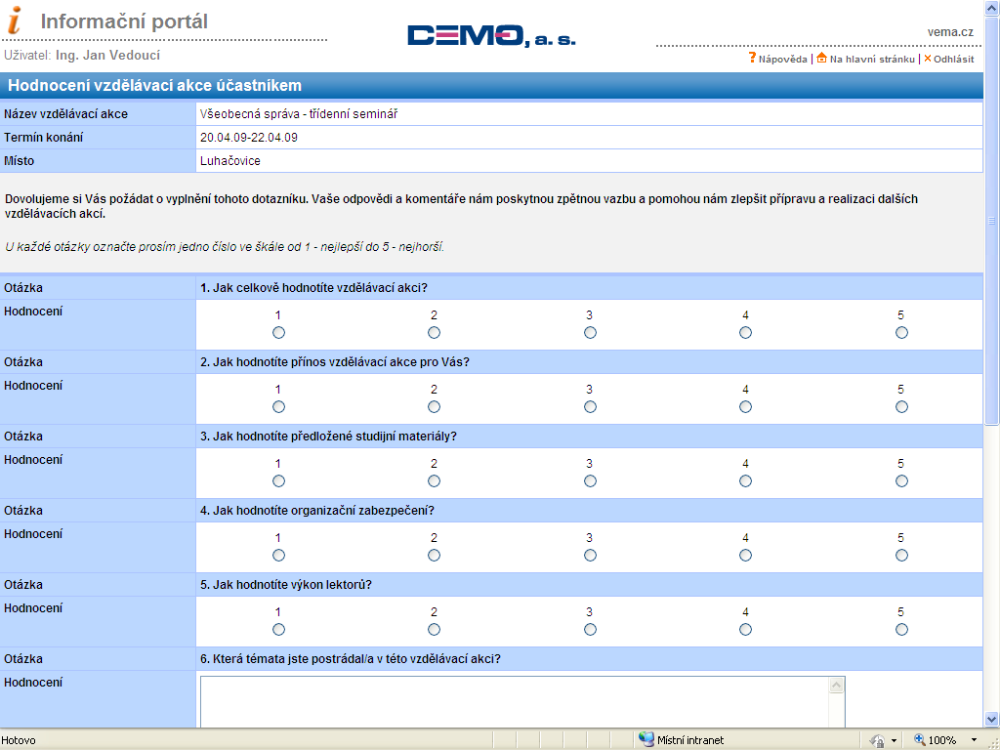 Informační portál
DEMO, a. s.
vema.cz
Uživatel: Ing. Jan Vedoucí
Nápověda | Na hlavní stránku | Odhlásit
Hodnocení vzdělávací akce účastníkem
Název vzdělávací akce Všeobecná správa - třídenní seminář
Termín konání 20.04.09-22.04.09
Místo Luhačovice
Dovolujeme si Vás požádat o vyplnění tohoto dotazníku. Vaše odpovědi a komentáře nám poskytnou zpětnou vazbu a pomohou nám zlepšit přípravu a realizaci dalších
vzdělávacích akcí.
U každé otázky označte prosím jedno číslo ve škále od 1 - nejlepší do 5 - nejhorší.
Otázka 1. Jak celkově hodnotíte vzdělávací akci?
Hodnocení 1 2 3 4 5
Otázka 2. Jak hodnotíte přínos vzdělávací akce pro Vás?
Hodnocení 1 2 3 4 5
Otázka 3. Jak hodnotíte předložené studijní materiály?
Hodnocení 1 2 3 4 5
Otázka 4. Jak hodnotíte organizační zabezpečení?
Hodnocení 1 2 3 4 5
Otázka 5. Jak hodnotíte výkon lektorů?
Hodnocení 1 2 3 4 5
Otázka 6. Která témata jste postrádal/a v této vzdělávací akci?
Hodnocení
Hotovo Místní intranet 100%